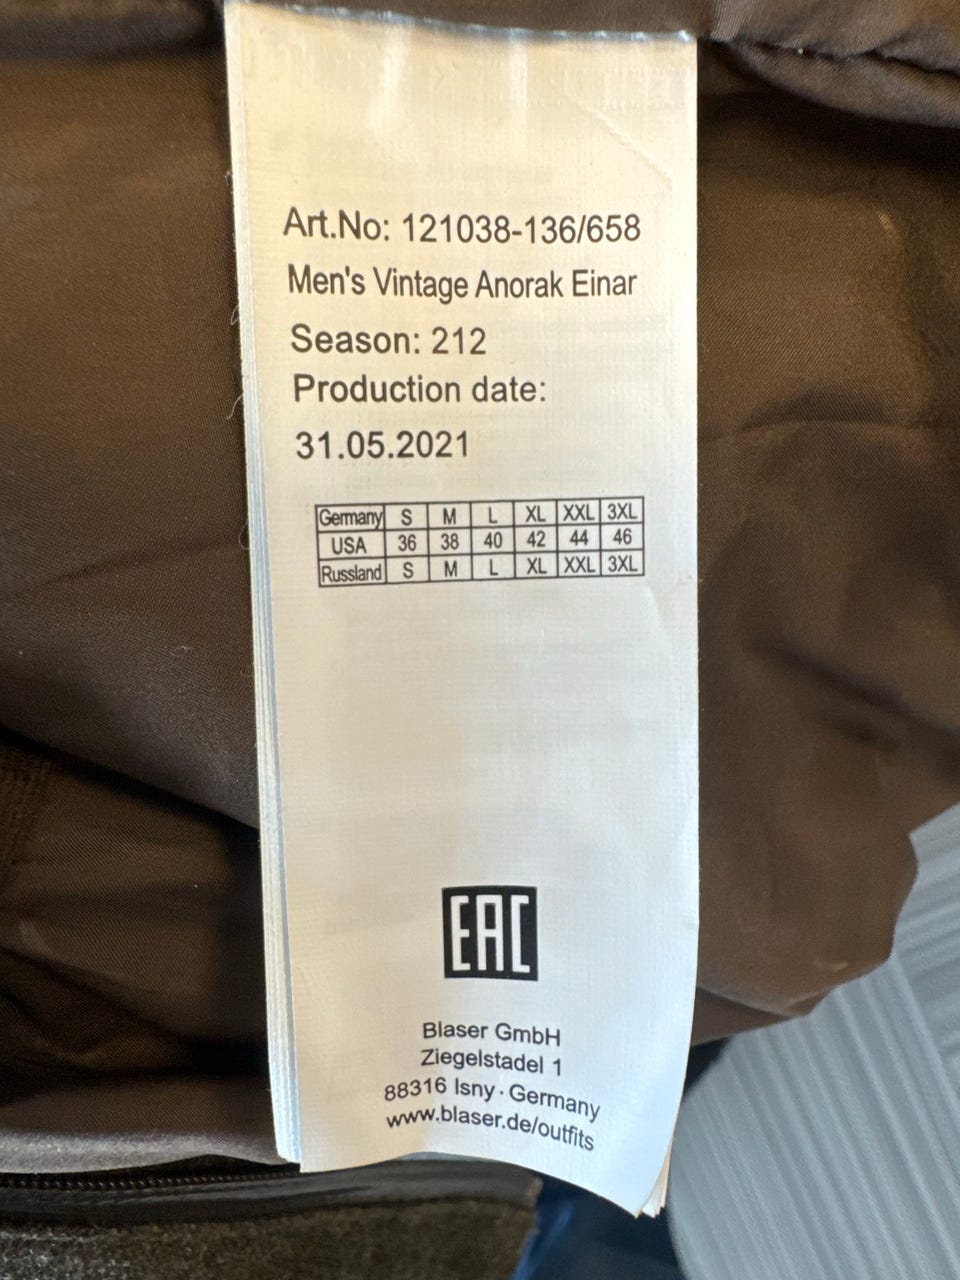 Art.No: 121038-136/658
Men's Vintage Anorak Einar
Season: 212
Production date:
31.05.2021
Germany S M L XL XXL 3XL
USA 36 38 40 42 44 46
Russland S M L XL XXL 3XL
EAC
Blaser GmbH
Ziegelstadel 1
88316 Isny · Germany
www.blaser.de/outfits